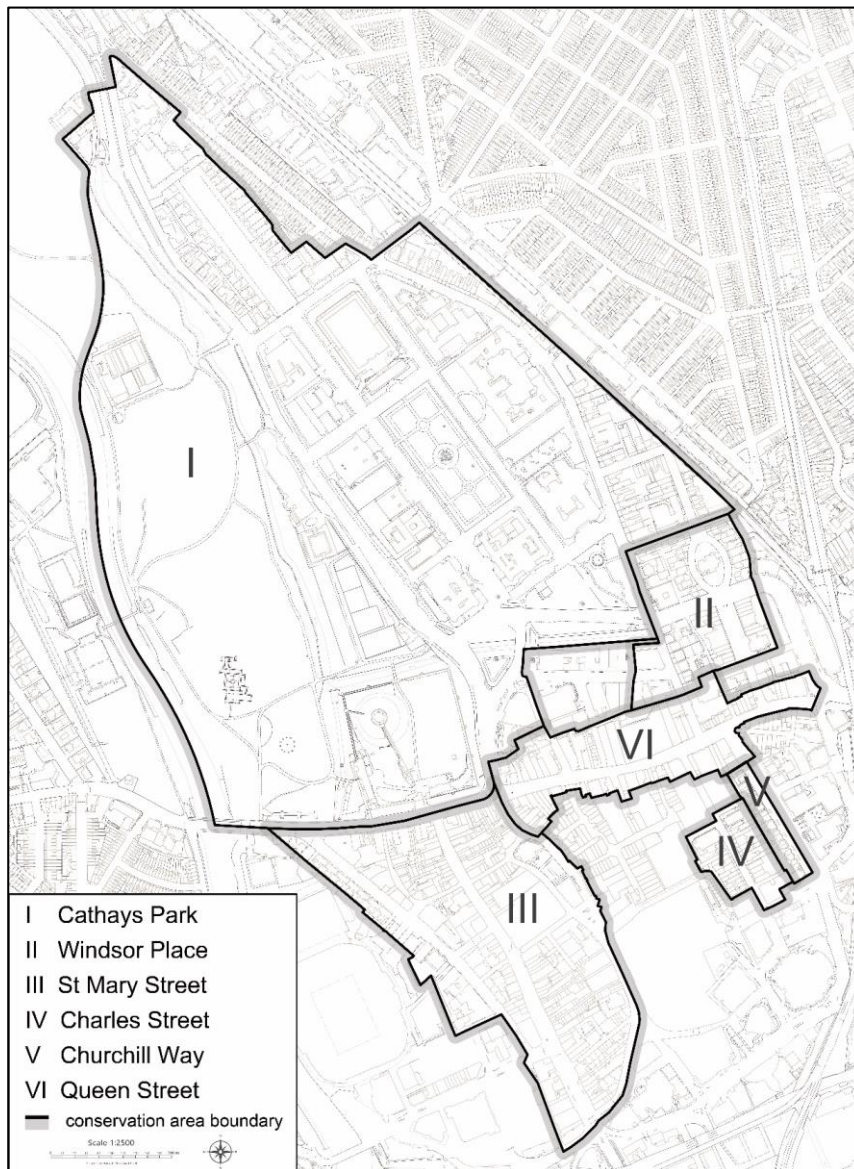 I
II
VI
V
IV
III
I Cathays Park
II Windsor Place
III St Mary Street
IV Charles Street
V Churchill Way
VI Queen Street
conservation area boundary
Scale 1:2500